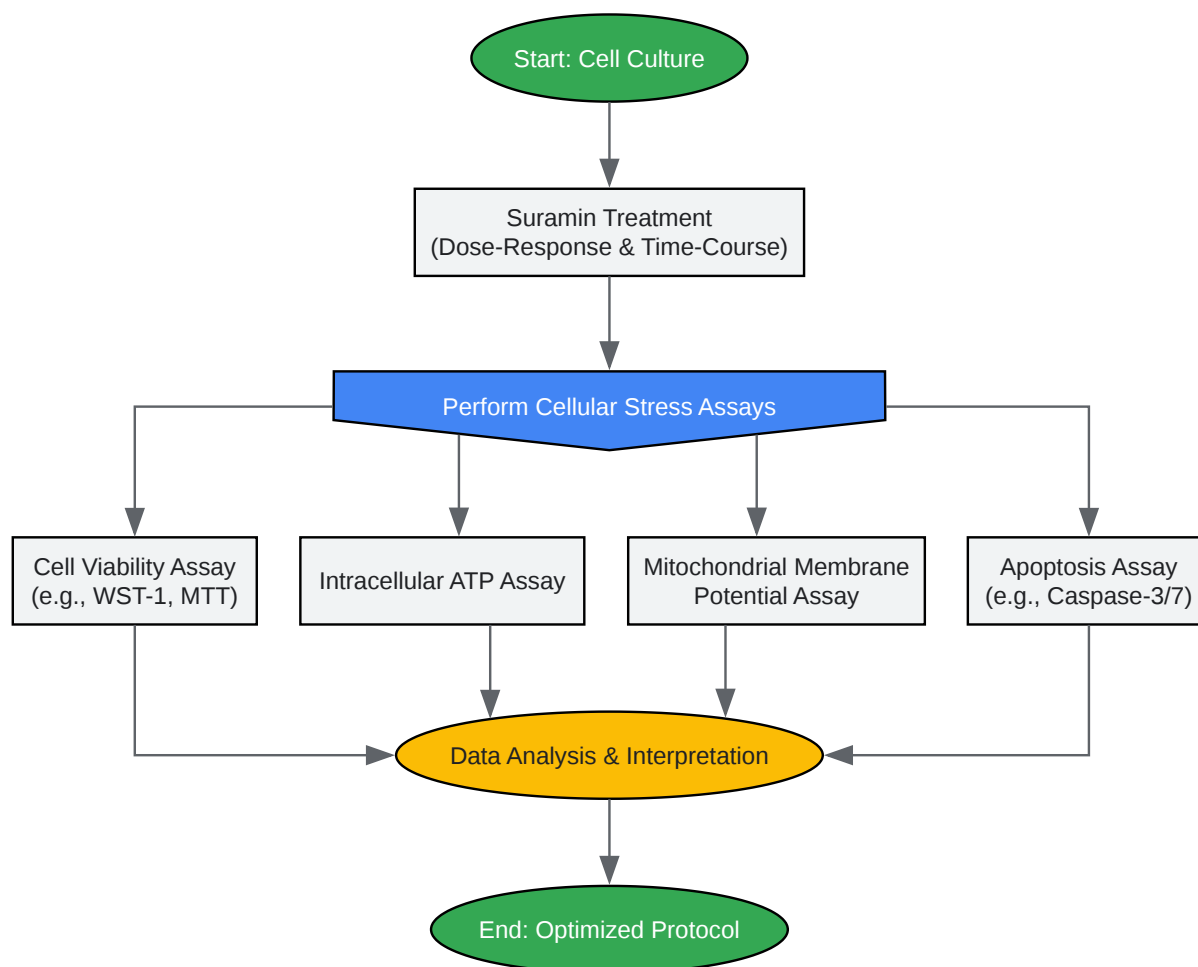 Start: Cell Culture
Suramin Treatment
(Dose-Response & Time-Course)
Perform Cellular Stress Assays
Cell Viability Assay
(e.g., WST-1, MTT)
Intracellular ATP Assay
Mitochondrial Membrane
Potential Assay
Apoptosis Assay
(e.g., Caspase-3/7)
Data Analysis & Interpretation
End: Optimized Protocol